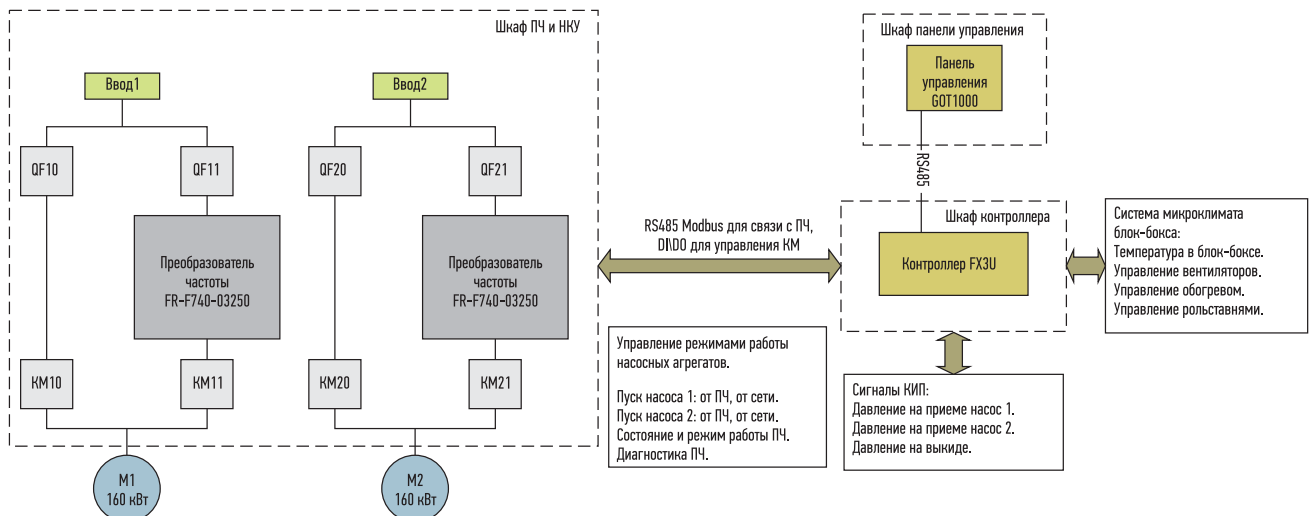 Шкаф ПЧ и НКУ
Ввод1
Ввод2
QF10
QF11
QF20
QF21
Преобразователь
частоты
FR-F740-03250
Преобразователь
частоты
FR-F740-03250
КМ10
КМ11
КМ20
КМ21
М1
160 кВт
М2
160 кВт
RS485 Modbus для связи с ПЧ,
DI\DO для управления КМ
Управление режимами работы
насосных агрегатов.
Пуск насоса 1: от ПЧ, от сети.
Пуск насоса 2: от ПЧ, от сети.
Состояние и режим работы ПЧ.
Диагностика ПЧ.
Шкаф панели управления
Панель
управления
GOT1000
RS485
Шкаф контроллера
Контроллер FX3U
Сигналы КИП:
Давление на приеме насос 1.
Давление на приеме насос 2.
Давление на выкиде.
Система микроклимата
блок-бокса:
Температура в блок-боксе.
Управление вентиляторов.
Управление обогревом.
Управление рольставнями.